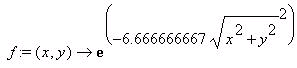 f := (x, y) → e^(-6.666666667 √(x² + y²)²)